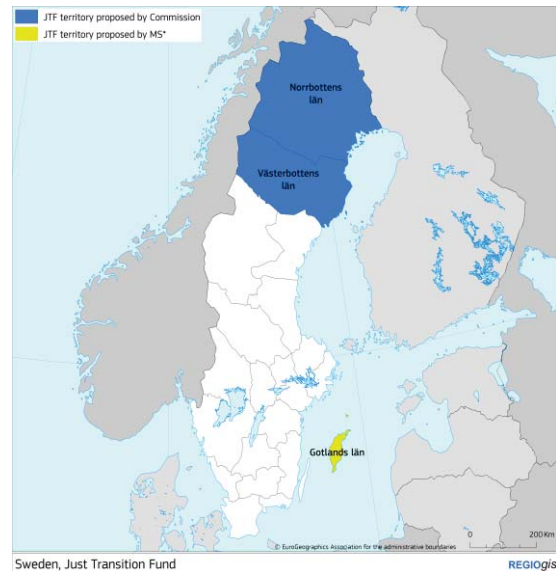 JTF territory proposed by Commission
JTF territory proposed by MS*
Norrbottens
län
Västerbottens
län
Gotlands län
0
200 Km
© EuroGeographics Association for the administrative boundaries
Sweden, Just Transition Fund
REGIOgis